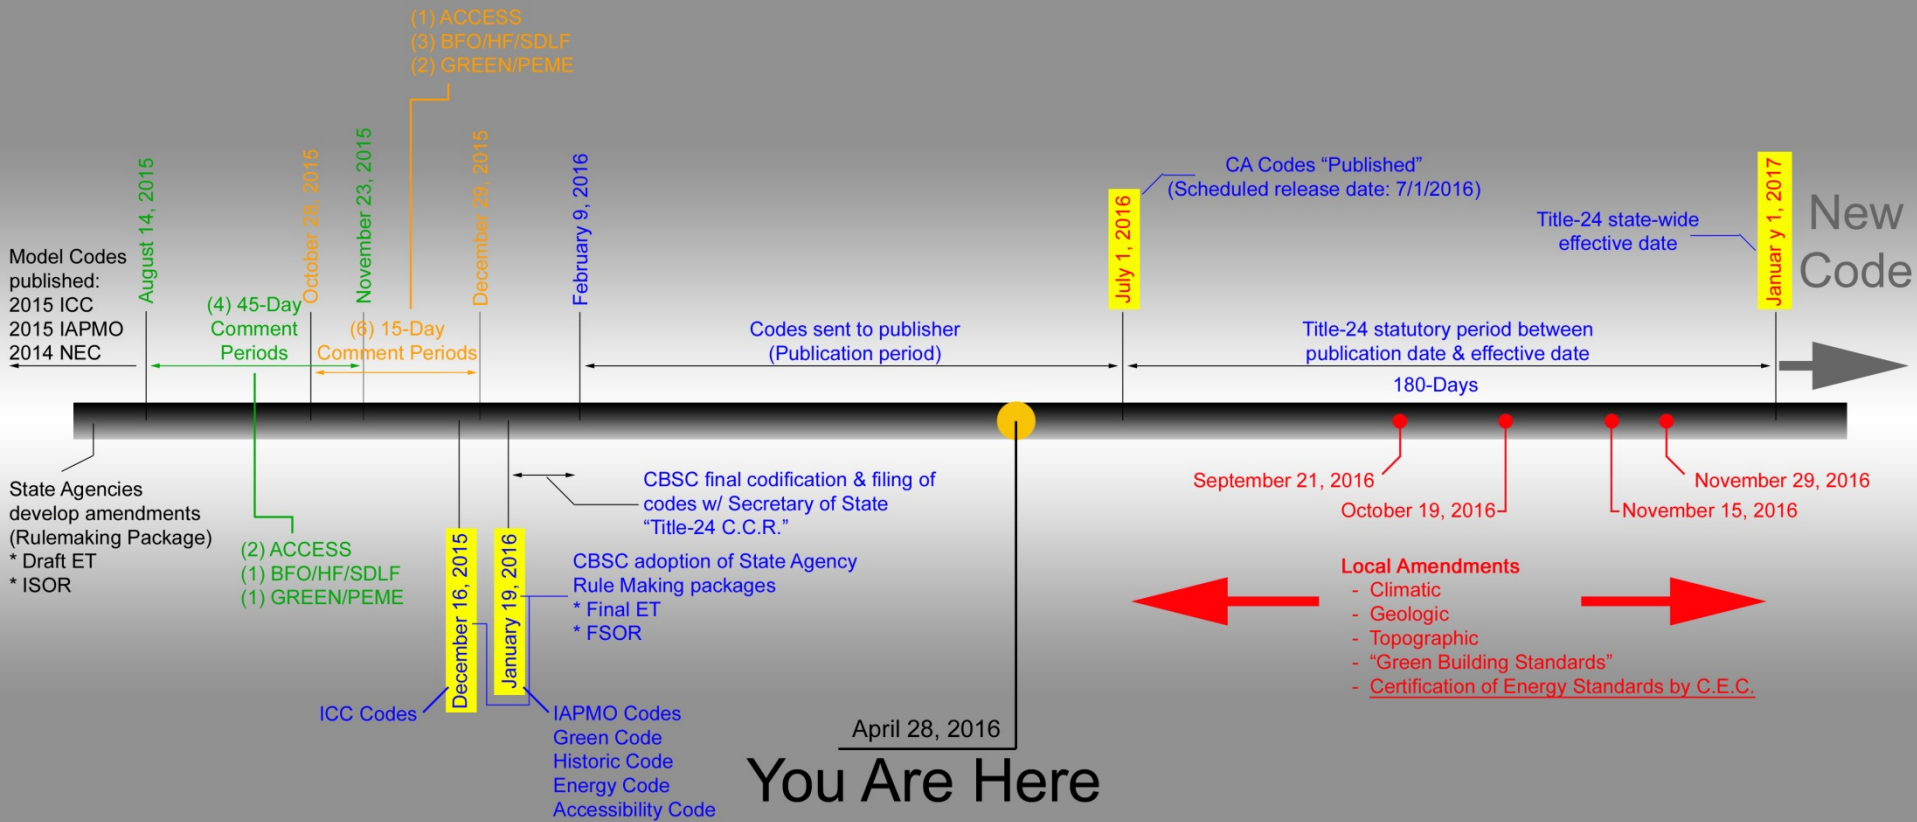 (1) ACCESS
(3) BFO/HF/SDLF
(2) GREEN/PEME
Model Codes
published:
2015 ICC
2015 IAPMO
2014 NEC
August 14, 2015
(4) 45-Day
Comment
Periods
October 28, 2015
November 23, 2015
(6) 15-Day
Comment Periods
December 29, 2015
February 9, 2016
Codes sent to publisher
(Publication period)
July 1, 2016
CA Codes “Published”
(Scheduled release date: 7/1/2016)
Title-24 statutory period between
publication date & effective date
180-Days
Title-24 state-wide
effective date
Januar y 1, 2017
New
Code
State Agencies
develop amendments
(Rulemaking Package)
* Draft ET
* ISOR
(2) ACCESS
(1) BFO/HF/SDLF
(1) GREEN/PEME
December 16, 2015
ICC Codes
January 19, 2016
IAPMO Codes
Green Code
Historic Code
Energy Code
Accessibility Code
CBSC final codification & filing of
codes w/ Secretary of State
“Title-24 C.C.R.”
CBSC adoption of State Agency
Rule Making packages
* Final ET
* FSOR
April 28, 2016
You Are Here
September 21, 2016
October 19, 2016
November 15, 2016
November 29, 2016
Local Amendments
- Climatic
- Geologic
- Topographic
- “Green Building Standards”
- Certification of Energy Standards by C.E.C.